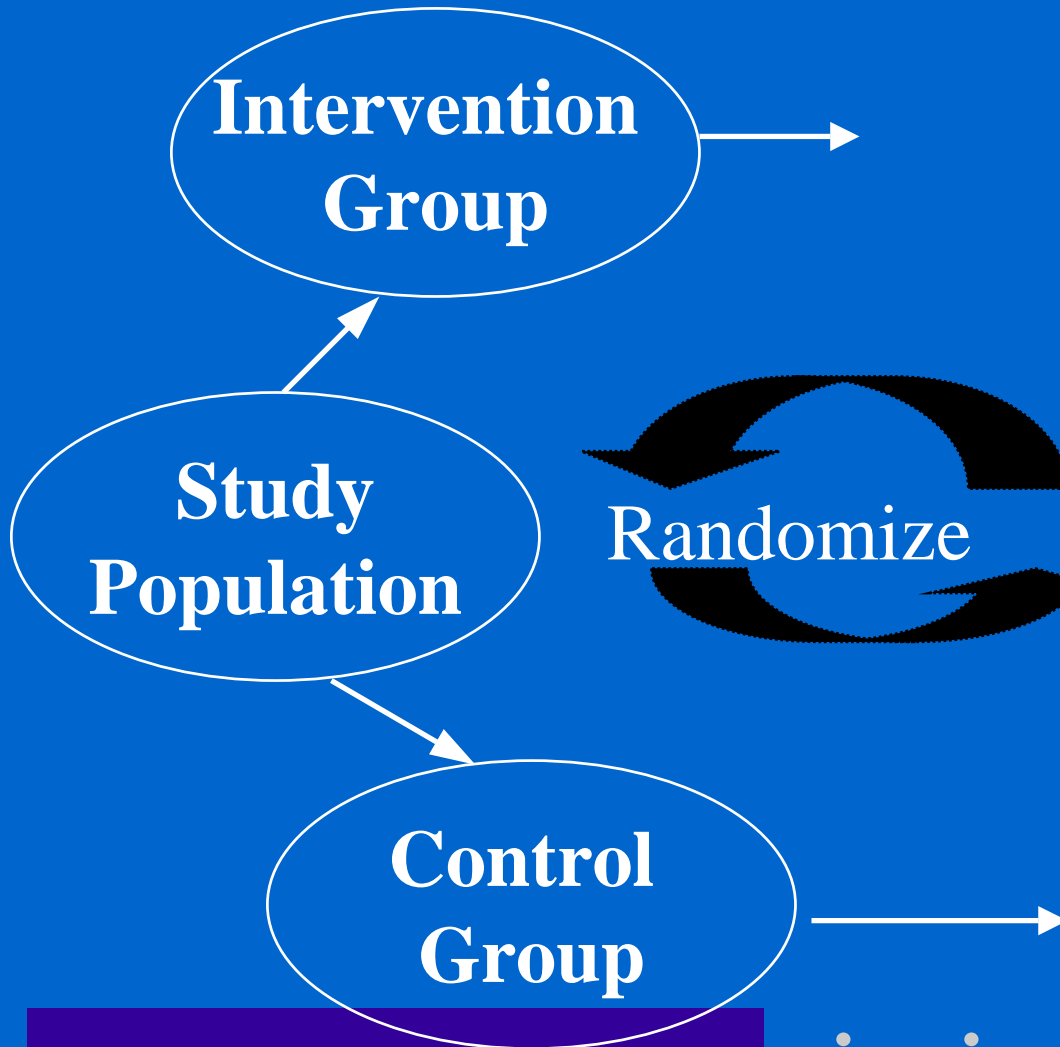 Intervention
Group
Study
Population
Randomize
Control
Group